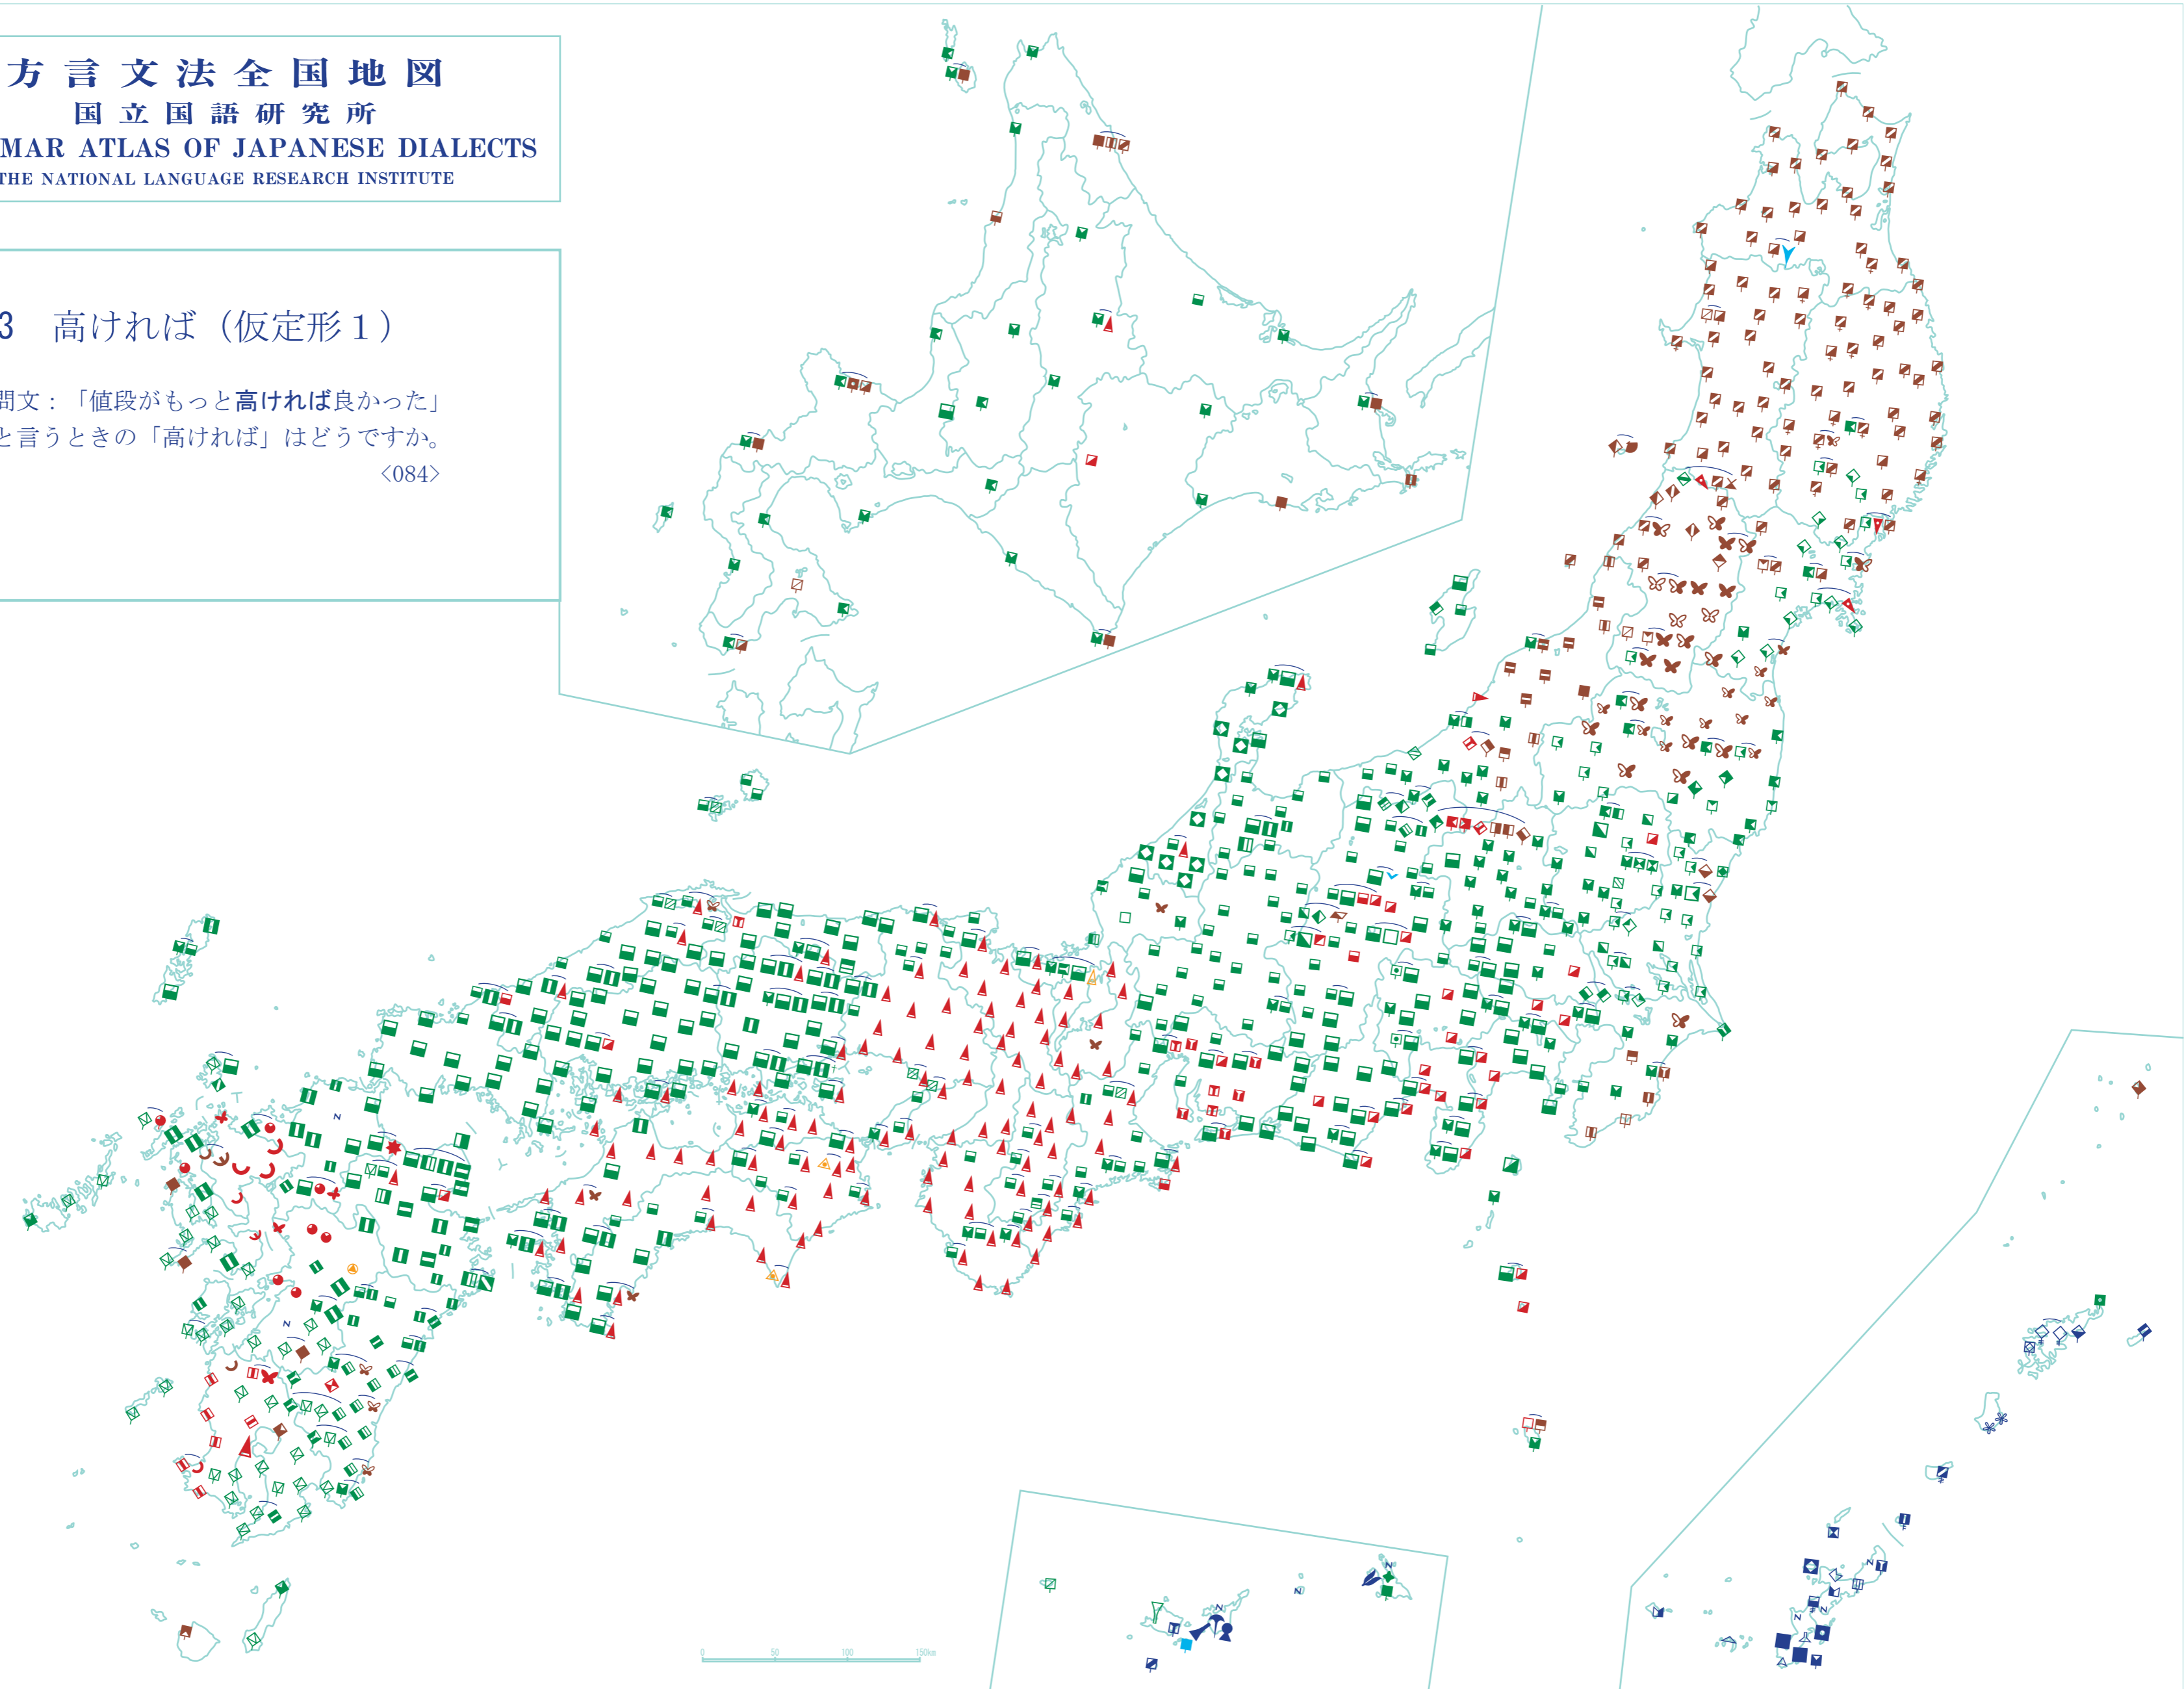 方言文法全国地図
国立国語研究所
MAR ATLAS OF JAPANESE DIALECTS
THE NATIONAL LANGUAGE RESEARCH INSTITUTE
3 高ければ（仮定形１）
問文：「値段がもっと高ければ良かった」
と言うときの「高ければ」はどうですか。
<084>
0 50 100 150km